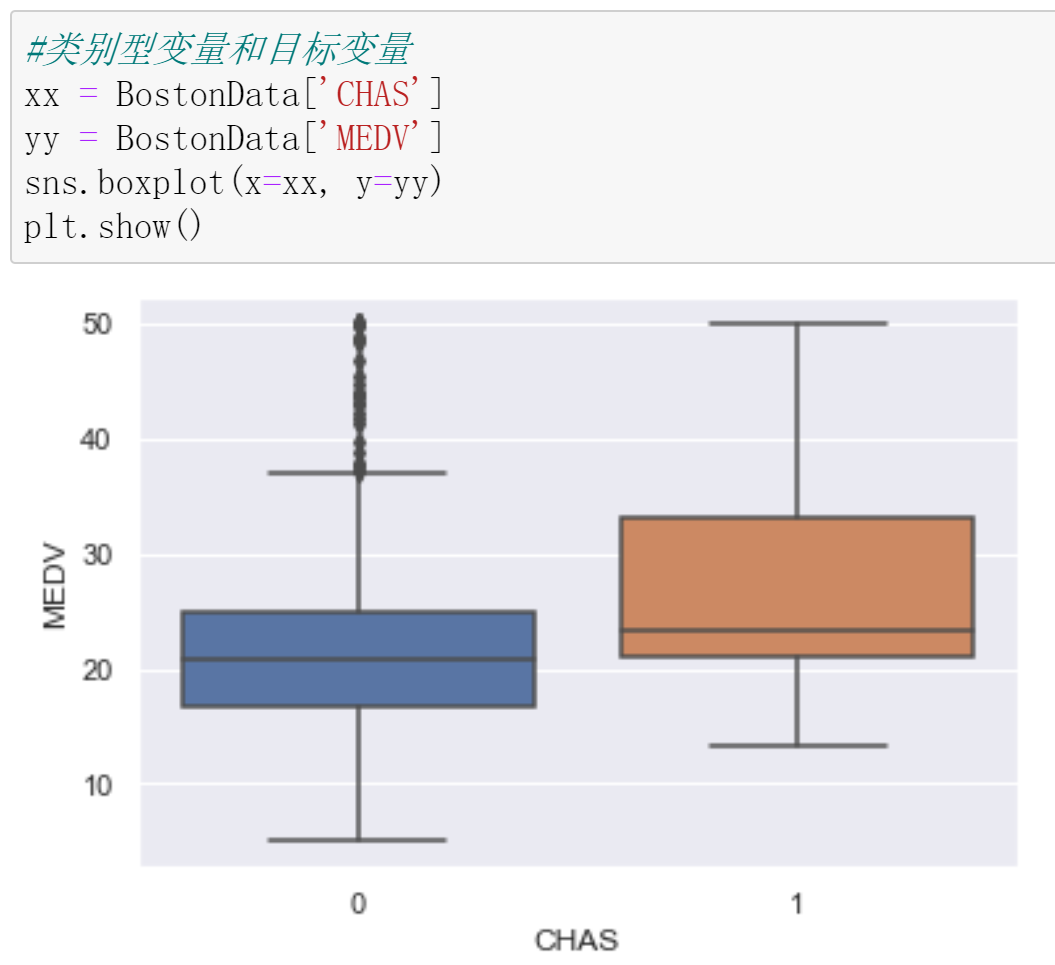 #类别型变量和目标变量
xx = BostonData['CHAS']
yy = BostonData['MEDV']
sns.boxplot(x=xx, y=yy)
plt.show()
50
40
30
20
10
MEDV
0 1
CHAS